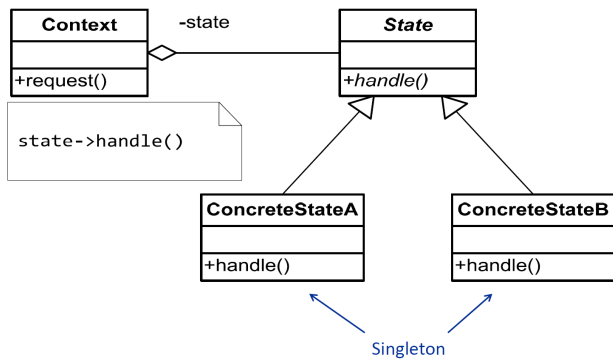 Context
-state
State
+request()
+handle()
state->handle()
ConcreteStateA
ConcreteStateB
+handle()
+handle()
Singleton